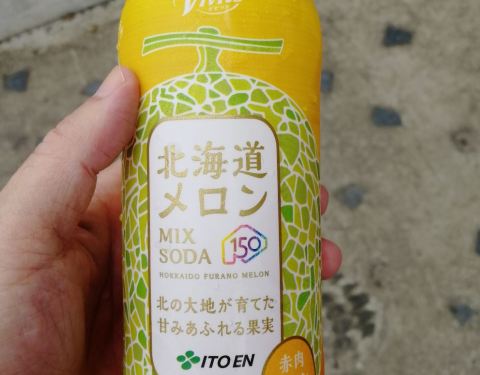 北海道
メロン
MIX
SODA 150
HOKKAIDO FURANO MELON
北の大地が育てた
甘みあふれる果実
ITO EN
赤肉